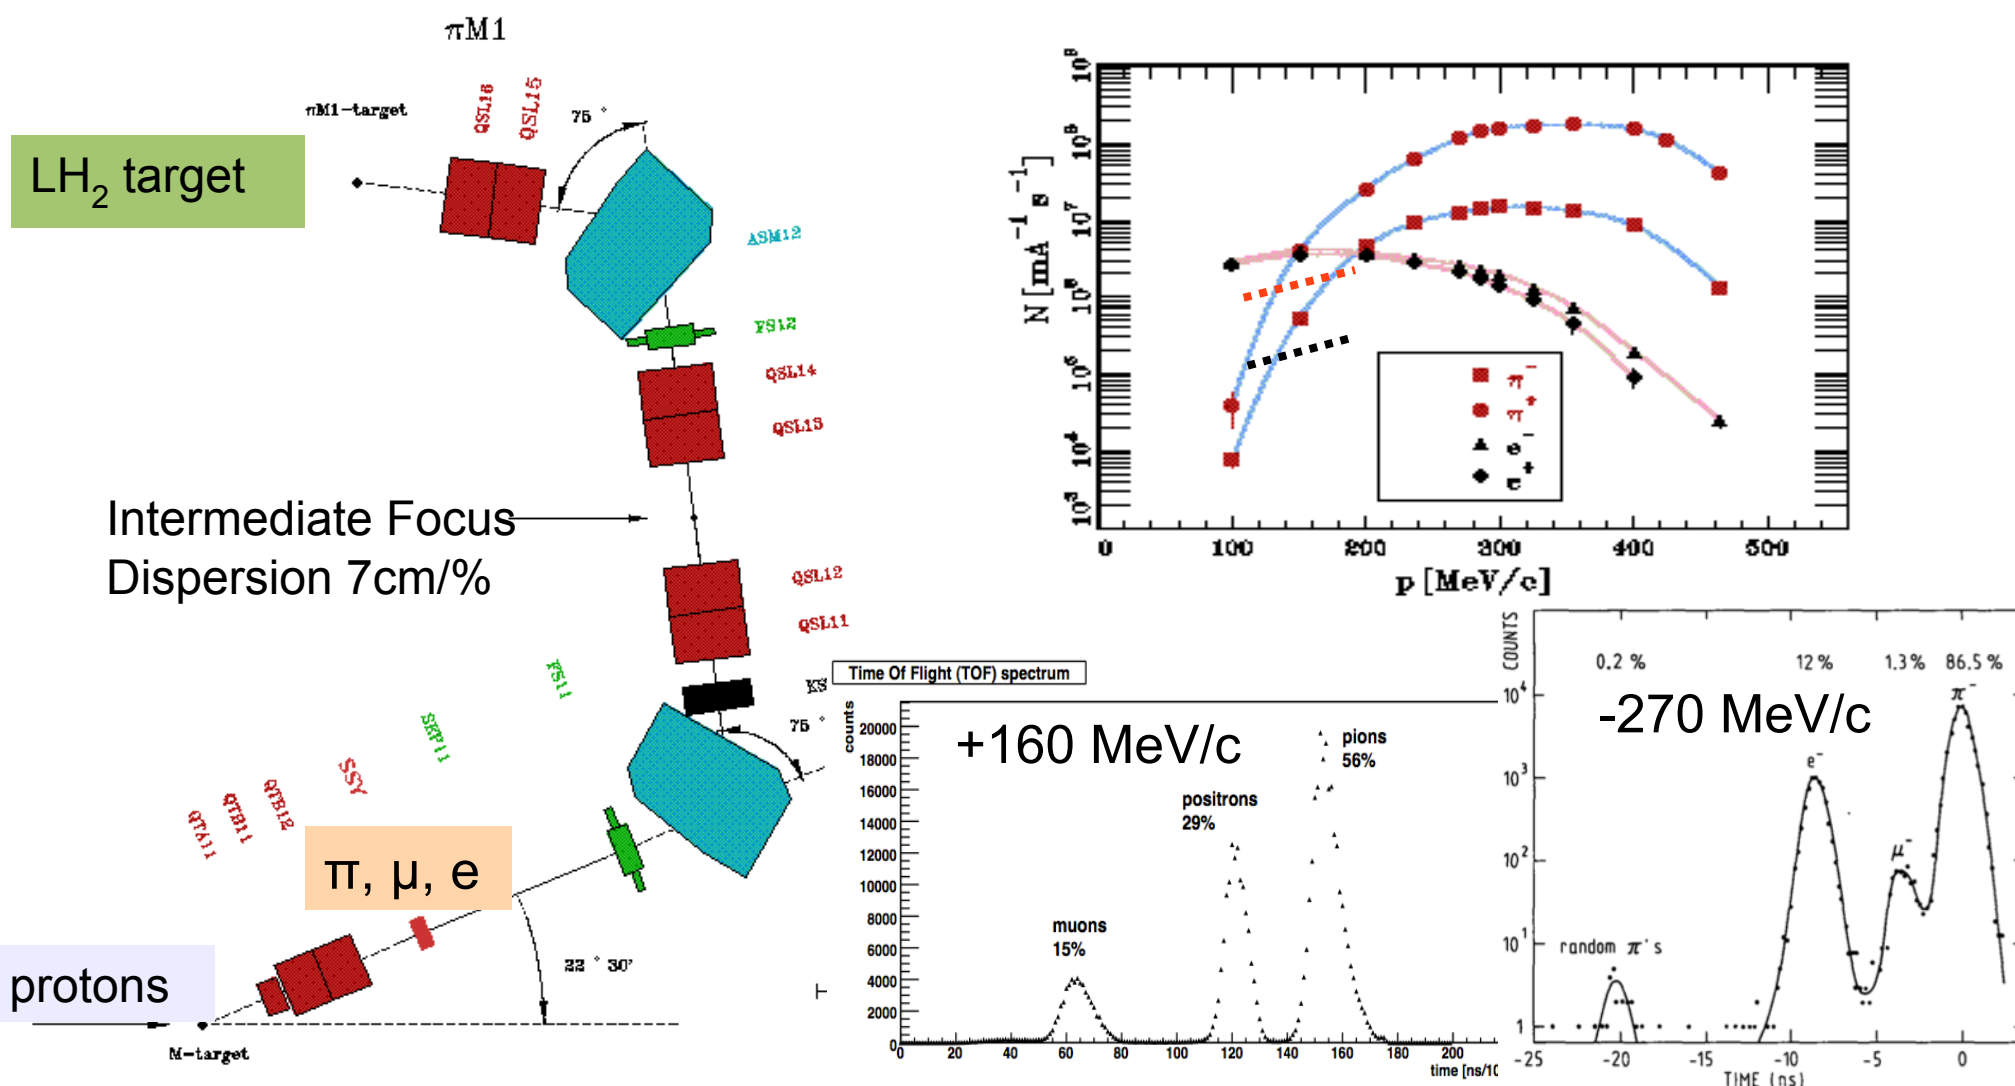 πM1
πM1-target
QSL16
QSL15
75 °
LH2 target
ASM12
FS12
QSL14
QSL13
Intermediate Focus
Dispersion 7cm/%
QSL12
QSL11
FS11
75 °
SEP11
SSY
QTB12
QTB11
QTA11
π, μ, e
22 ° 30'
protons
M-target
N [mA⁻¹ s⁻¹]
10⁹
10⁸
10⁷
10⁶
10⁵
10⁴
10³
π⁻
π⁺
e⁻
e⁺
0 100 200 300 400 500
p [MeV/c]
Time Of Flight (TOF) spectrum
counts
20000
18000
16000
14000
12000
10000
8000
6000
4000
2000
0
+160 MeV/c
pions
56%
positrons
29%
muons
15%
0 20 40 60 80 100 120 140 160 180 200
time [ns/10
COUNTS
0.2 % 12 % 1.3 % 86.5 %
-270 MeV/c
π⁻
e⁻
μ⁻
random π's
10⁴
10³
10²
10¹
1
-25 -20 -15 -10 -5 0
TIME (ns)